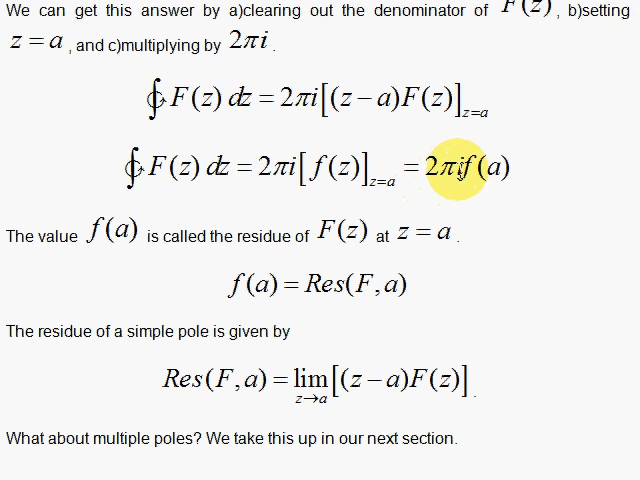 We can get this answer by a)clearing out the denominator of F(z), b)setting
z = a , and c)multiplying by 2πi .
∮ F(z) dz = 2πi[(z − a)F(z)]_{z=a}
∮ F(z) dz = 2πi[f(z)]_{z=a} = 2πif(a)
The value f(a) is called the residue of F(z) at z = a .
f(a) = Res(F,a)
The residue of a simple pole is given by
Res(F,a) = lim_{z→a}[(z − a)F(z)] .
What about multiple poles? We take this up in our next section.